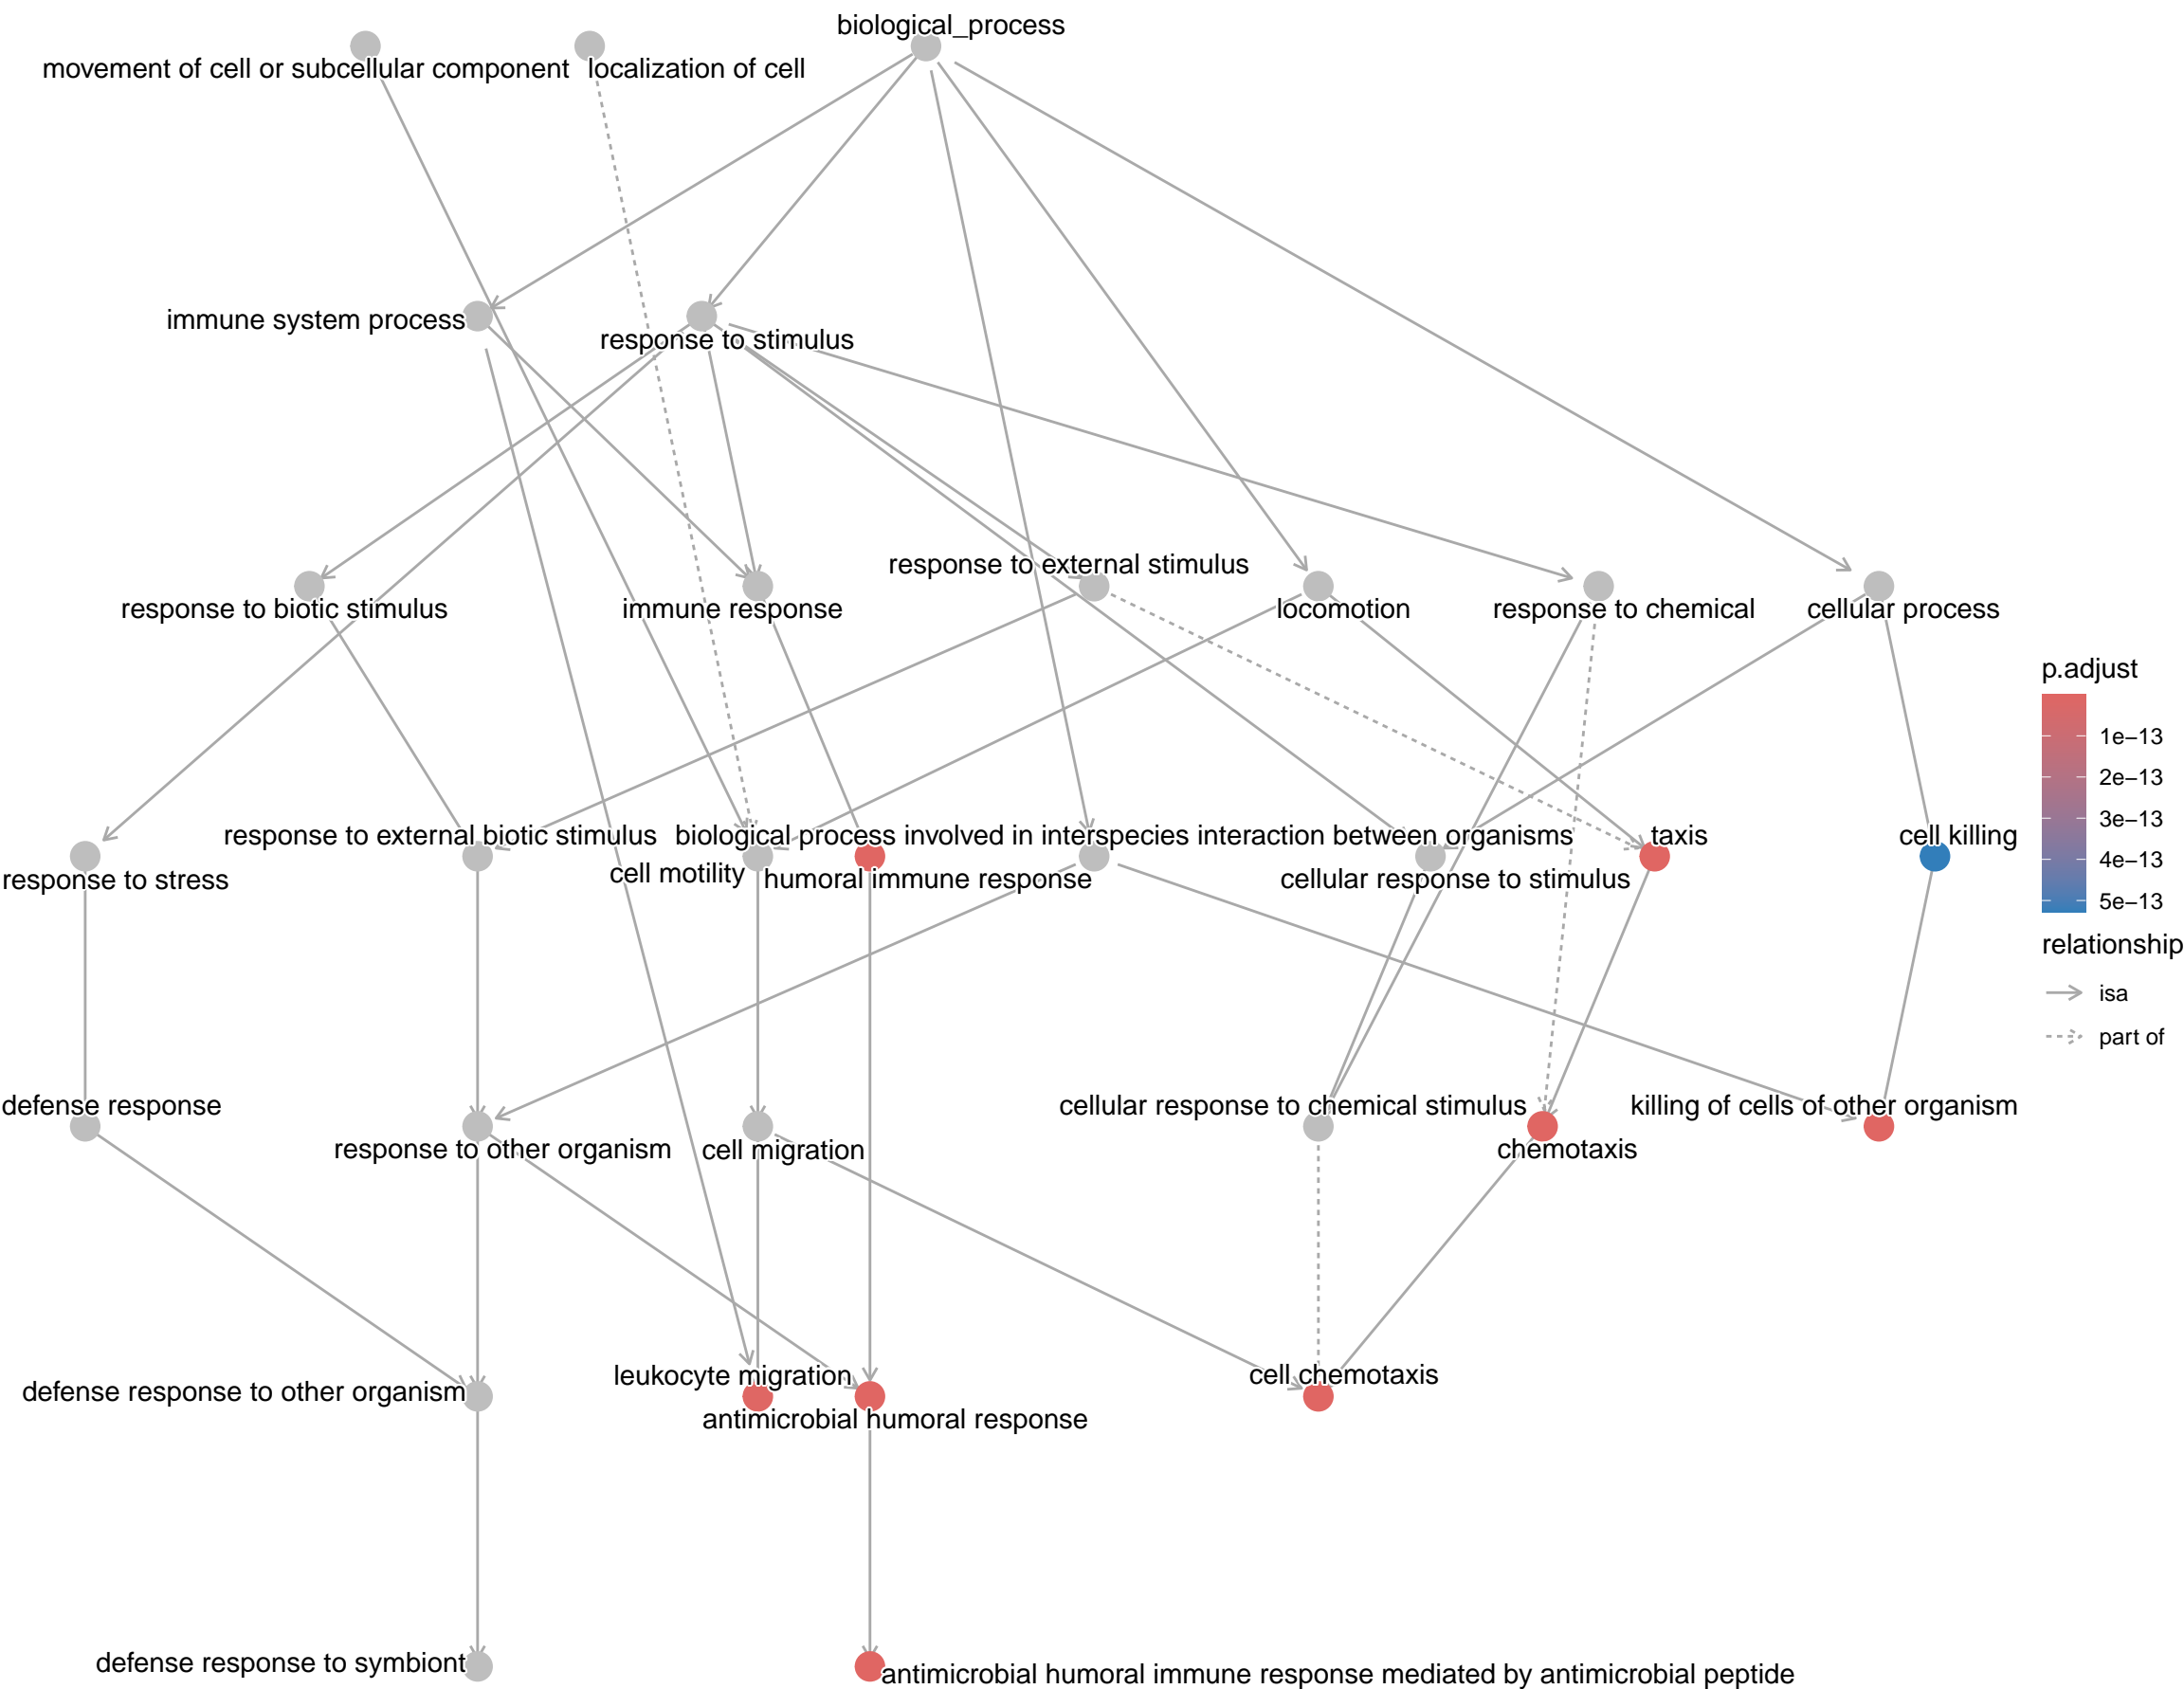 biological_process
movement of cell or subcellular component
localization of cell
immune system process
response to stimulus
response to external stimulus
response to biotic stimulus
immune response
locomotion
response to chemical
cellular process
p.adjust
1e−13
2e−13
3e−13
4e−13
5e−13
relationship
isa
part of
response to external biotic stimulus
biological process involved in interspecies interaction between organisms
taxis
cell killing
response to stress
cell motility
humoral immune response
cellular response to stimulus
defense response
cellular response to chemical stimulus
killing of cells of other organism
response to other organism
cell migration
chemotaxis
leukocyte migration
cell chemotaxis
defense response to other organism
antimicrobial humoral response
defense response to symbiont
antimicrobial humoral immune response mediated by antimicrobial peptide